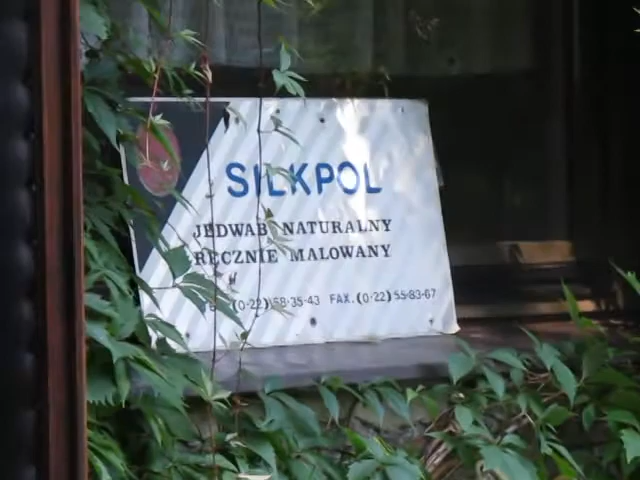 SILKPOL
JEDWAB NATURALNY
RĘCZNIE MALOWANY
(0-22) 58-35-43 FAX. (0-22) 55-83-67